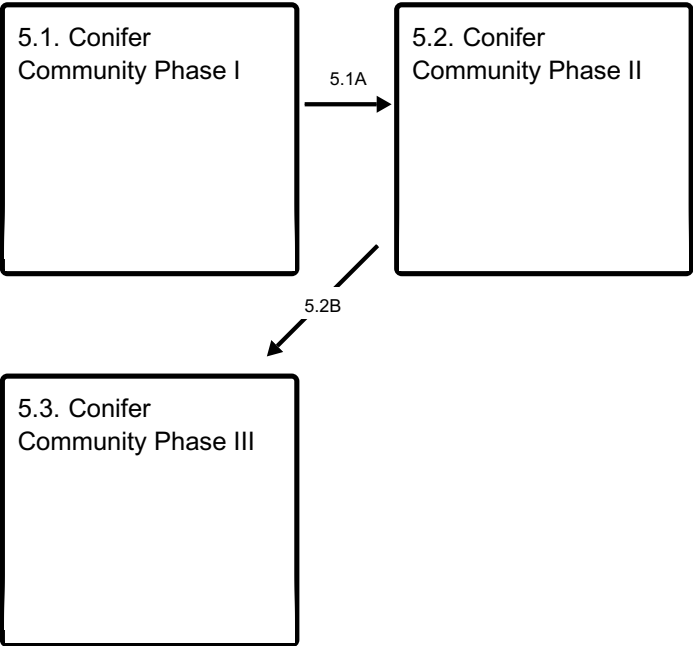 5.1. Conifer
Community Phase I
5.1A
5.2. Conifer
Community Phase II
5.2B
5.3. Conifer
Community Phase III